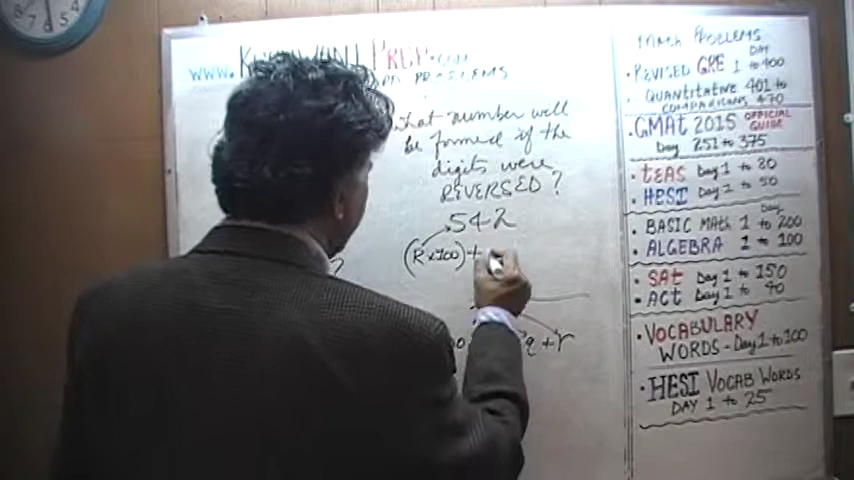 www.
PREP.com
PROBLEMS
What number will
be formed if the
digits were
REVERSED?
542
(R×100)+
?
q+r
MATH PROBLEMS
DAY
• REVISED GRE 1 to 400
QUANTITATIVE 401 to
COMPARISONS 470
• GMAT 2015 OFFICIAL GUIDE
Day 251 to 375
• TEAS Day 1 to 80
• HESI Day 1 to 50
Day
• BASIC MATH 1 to 200
• ALGEBRA 1 to 100
• SAT Day 1 to 150
• ACT Day 1 to 40
• VOCABULARY
WORDS - Day 1 to 100
• HESI VOCAB WORDS
DAY 1 to 25